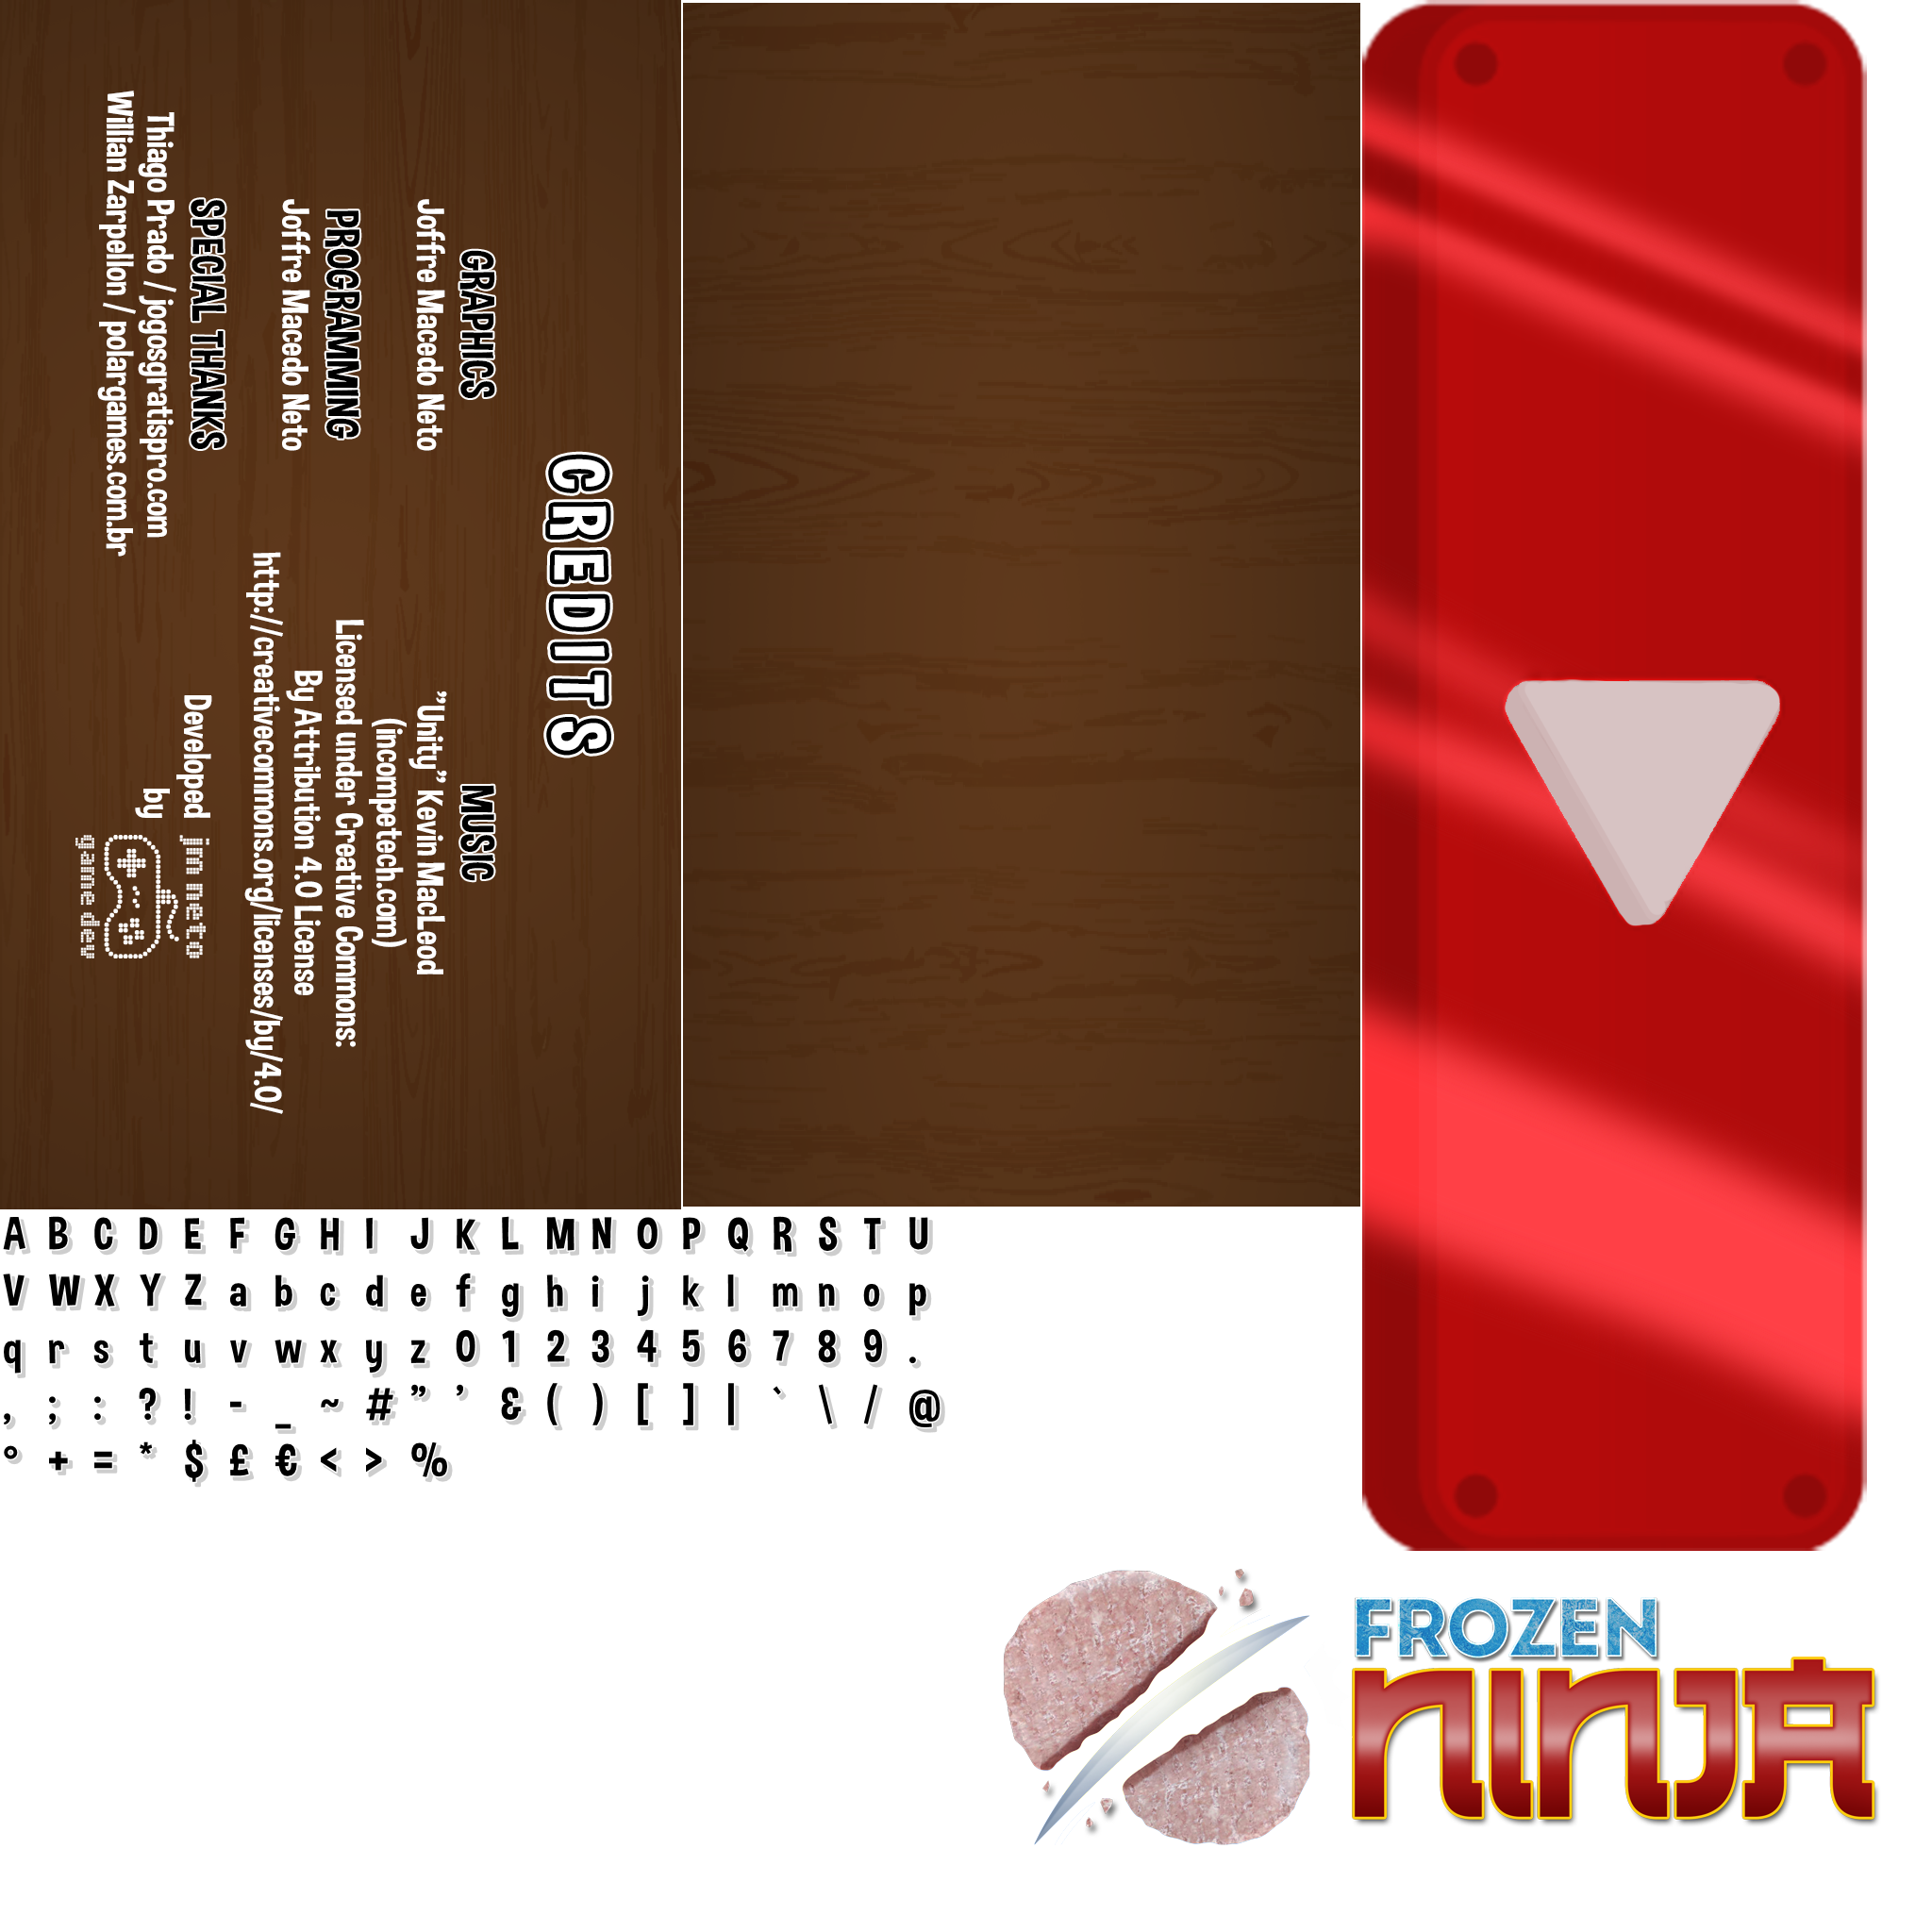 CREDITS
GRAPHICS
Joffre Macedo Neto
PROGRAMMING
Joffre Macedo Neto
SPECIAL THANKS
Thiago Prado / jogosgratispro.com
Willian Zarpellon / polargames.com.br
MUSIC
”Unity” Kevin MacLeod
(incompetech.com)
Licensed under Creative Commons:
By Attribution 4.0 License
http://creativecommons.org/licenses/by/4.0/
Developed
by
jm neto
game dev
A B C D E F G H I J K L M N O P Q R S T U
V W X Y Z a b c d e f g h i j k l m n o p
q r s t u v w x y z 0 1 2 3 4 5 6 7 8 9 .
, ; : ? ! - _ ~ # ” ’ & ( ) [ ] | ` \ / @
° + = * $ £ € < > %
FROZEN
NINJA